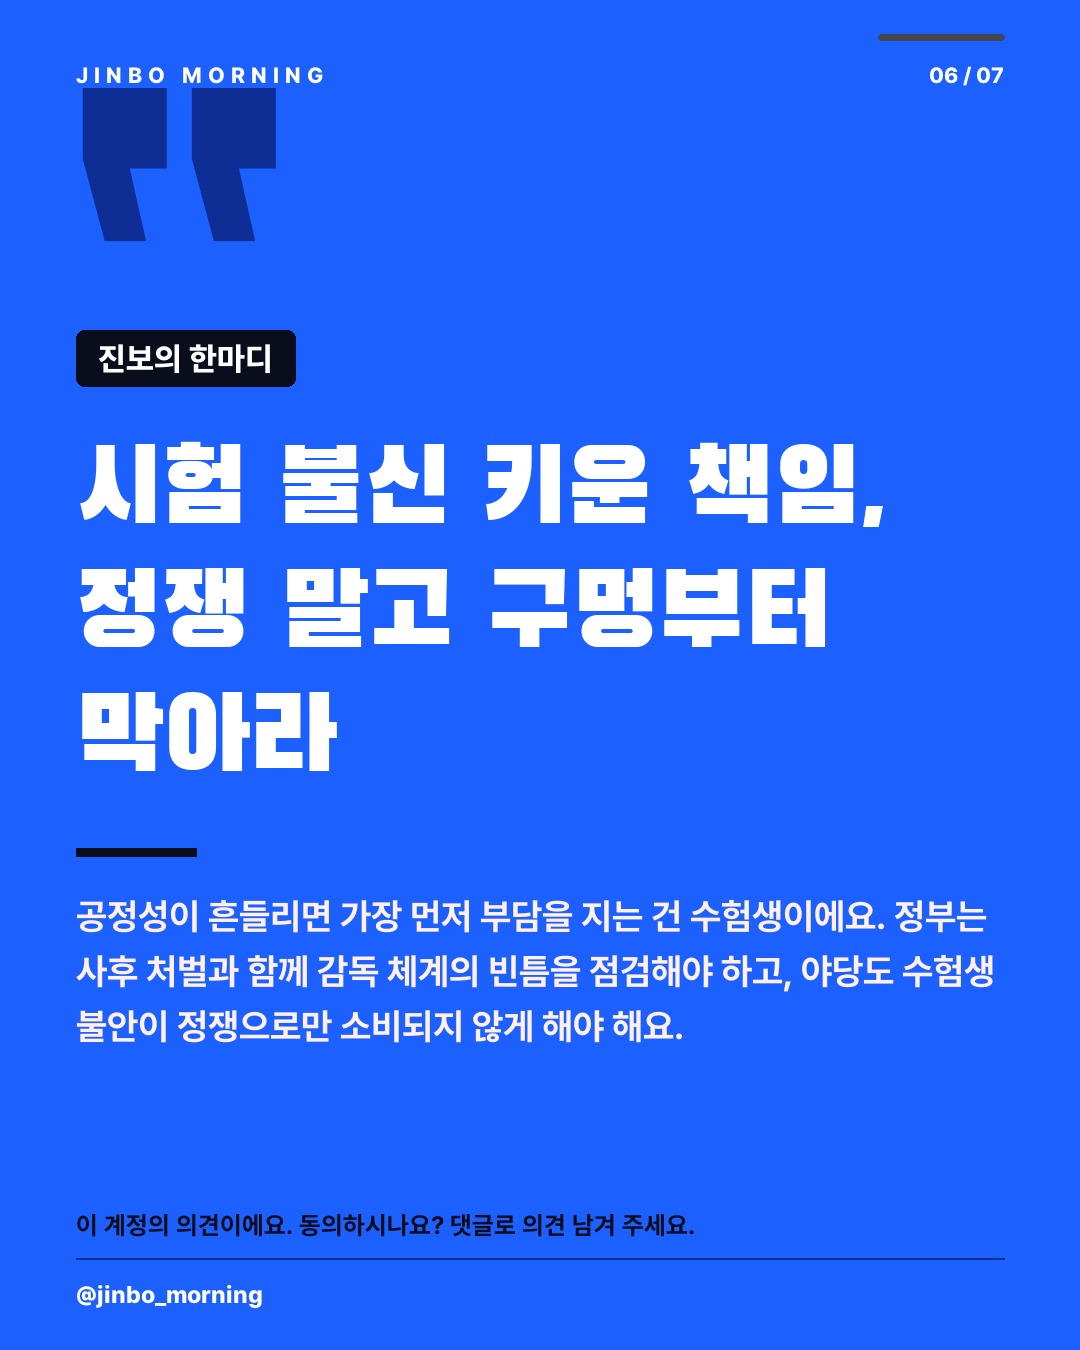 JINBO MORNING
06 / 07
진보의 한마디
시험 불신 키운 책임,
정쟁 말고 구멍부터
막아라
공정성이 흔들리면 가장 먼저 부담을 지는 건 수험생이에요. 정부는
사후 처벌과 함께 감독 체계의 빈틈을 점검해야 하고, 야당도 수험생
불안이 정쟁으로만 소비되지 않게 해야 해요.
이 계정의 의견이에요. 동의하시나요? 댓글로 의견 남겨 주세요.
@jinbo_morning